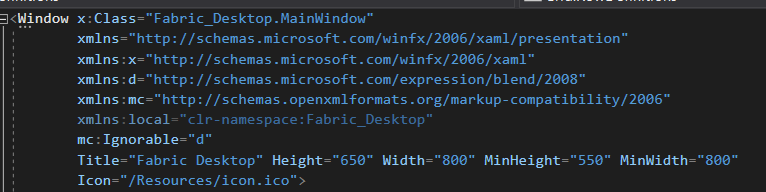 <Window x:Class="Fabric_Desktop.MainWindow"
xmlns="http://schemas.microsoft.com/winfx/2006/xaml/presentation"
xmlns:x="http://schemas.microsoft.com/winfx/2006/xaml"
xmlns:d="http://schemas.microsoft.com/expression/blend/2008"
xmlns:mc="http://schemas.openxmlformats.org/markup-compatibility/2006"
xmlns:local="clr-namespace:Fabric_Desktop"
mc:Ignorable="d"
Title="Fabric Desktop" Height="650" Width="800" MinHeight="550" MinWidth="800"
Icon="/Resources/icon.ico">